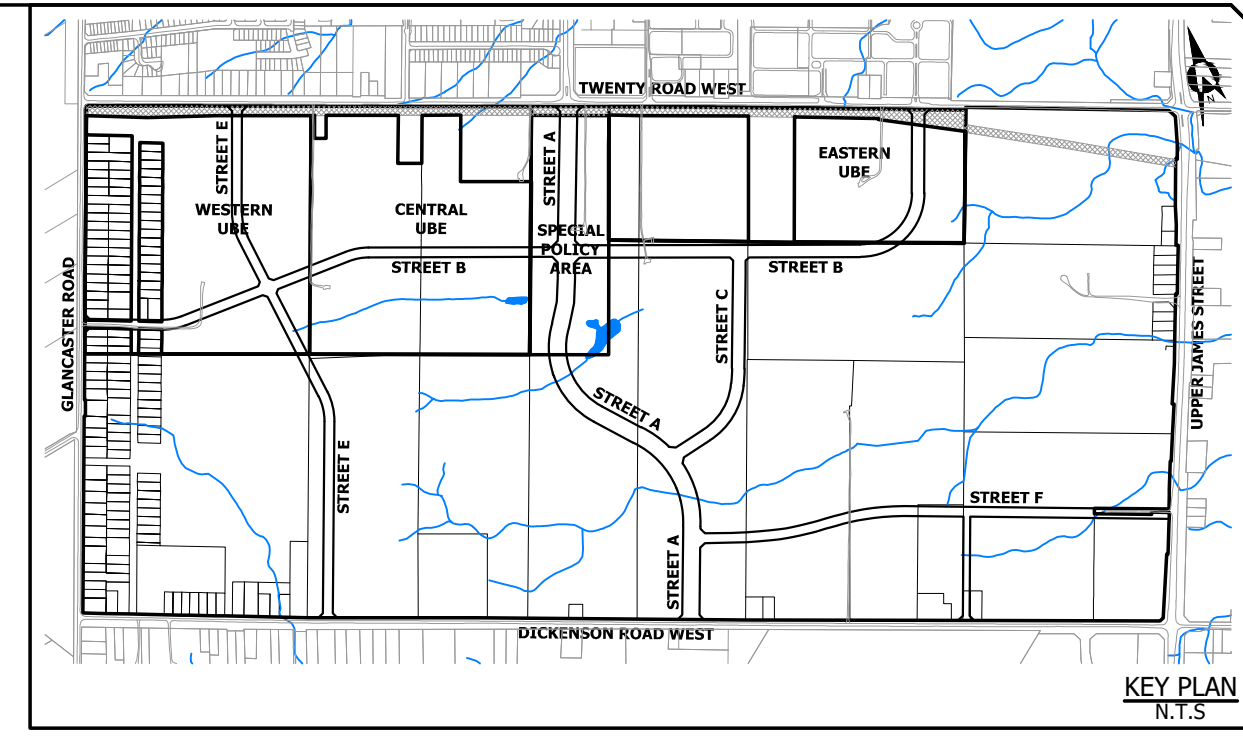 TWENTY ROAD WEST
N
STREET E
STREET A
EASTERN
UBE
WESTERN
UBE
CENTRAL
UBE
SPECIAL
POLICY
AREA
STREET B
STREET B
GLANCASTER ROAD
STREET C
UPPER JAMES STREET
STREET A
STREET E
STREET F
STREET A
DICKENSON ROAD WEST
KEY PLAN
N.T.S